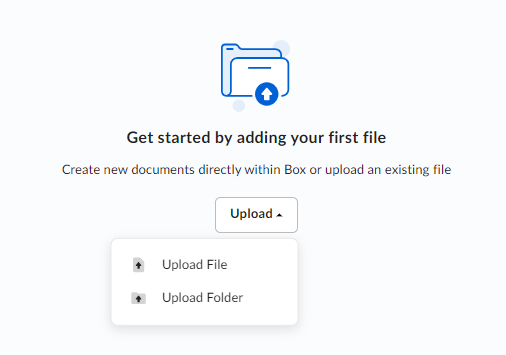 Get started by adding your first file
Create new documents directly within Box or upload an existing file
Upload
Upload File
Upload Folder